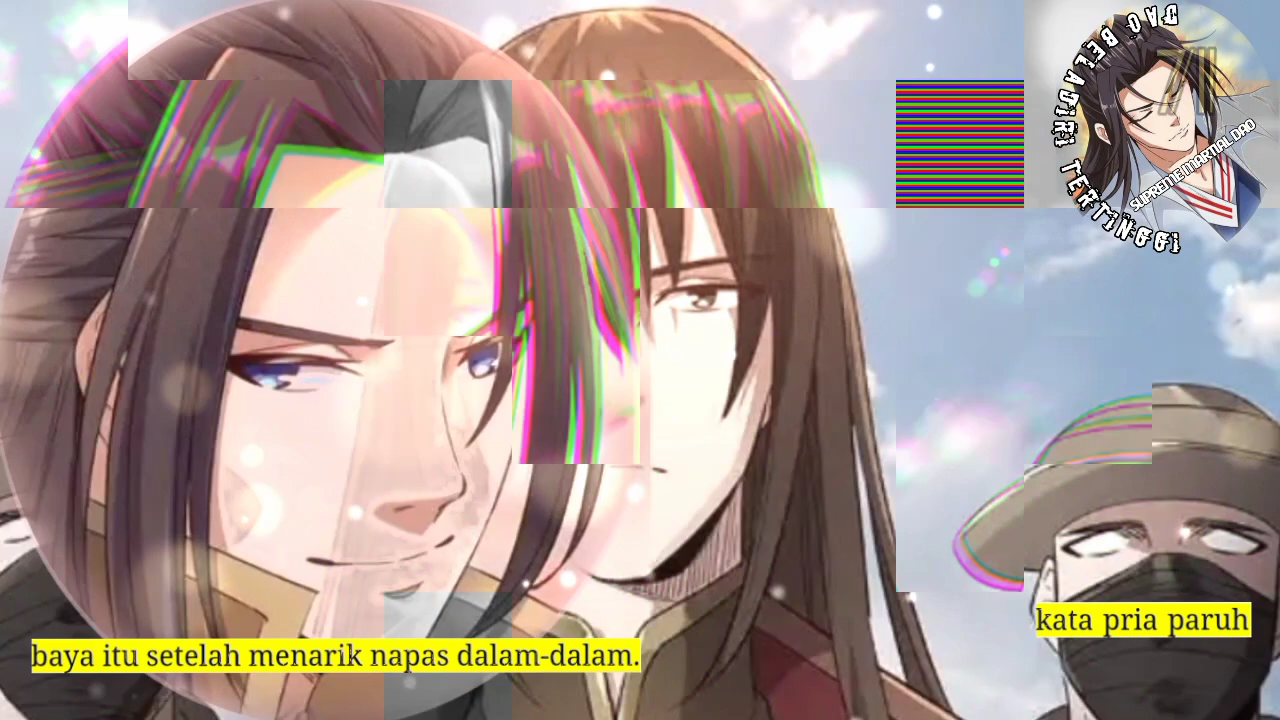 DAO BELADIRI TERTINGGI
SUPREME MARTIAL DAO
kata pria paruh
baya itu setelah menarik napas dalam-dalam.